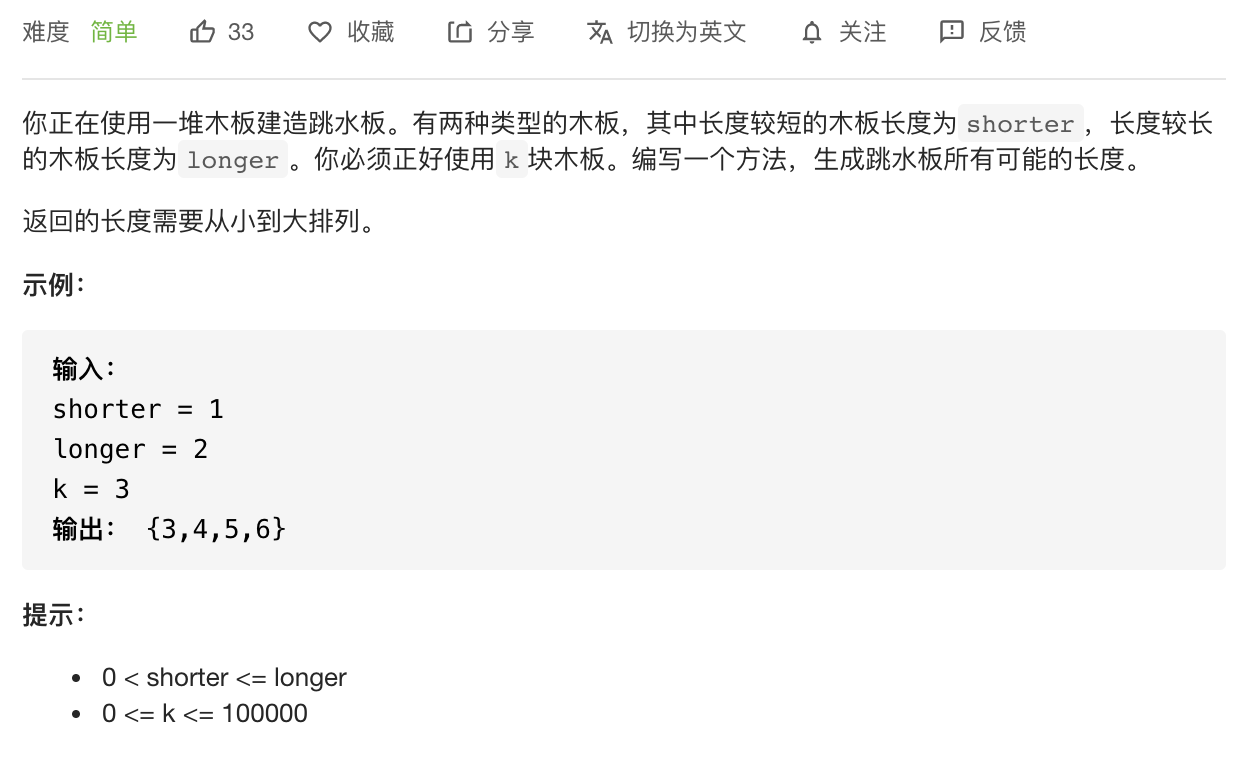 难度 简单 33 收藏 分享 切换为英文 关注 反馈
你正在使用一堆木板建造跳水板。有两种类型的木板，其中长度较短的木板长度为 shorter ，长度较长
的木板长度为 longer 。你必须正好使用 k 块木板。编写一个方法，生成跳水板所有可能的长度。
返回的长度需要从小到大排列。
示例：
输入：
shorter = 1
longer = 2
k = 3
输出： {3,4,5,6}
提示：
• 0 < shorter <= longer
• 0 <= k <= 100000